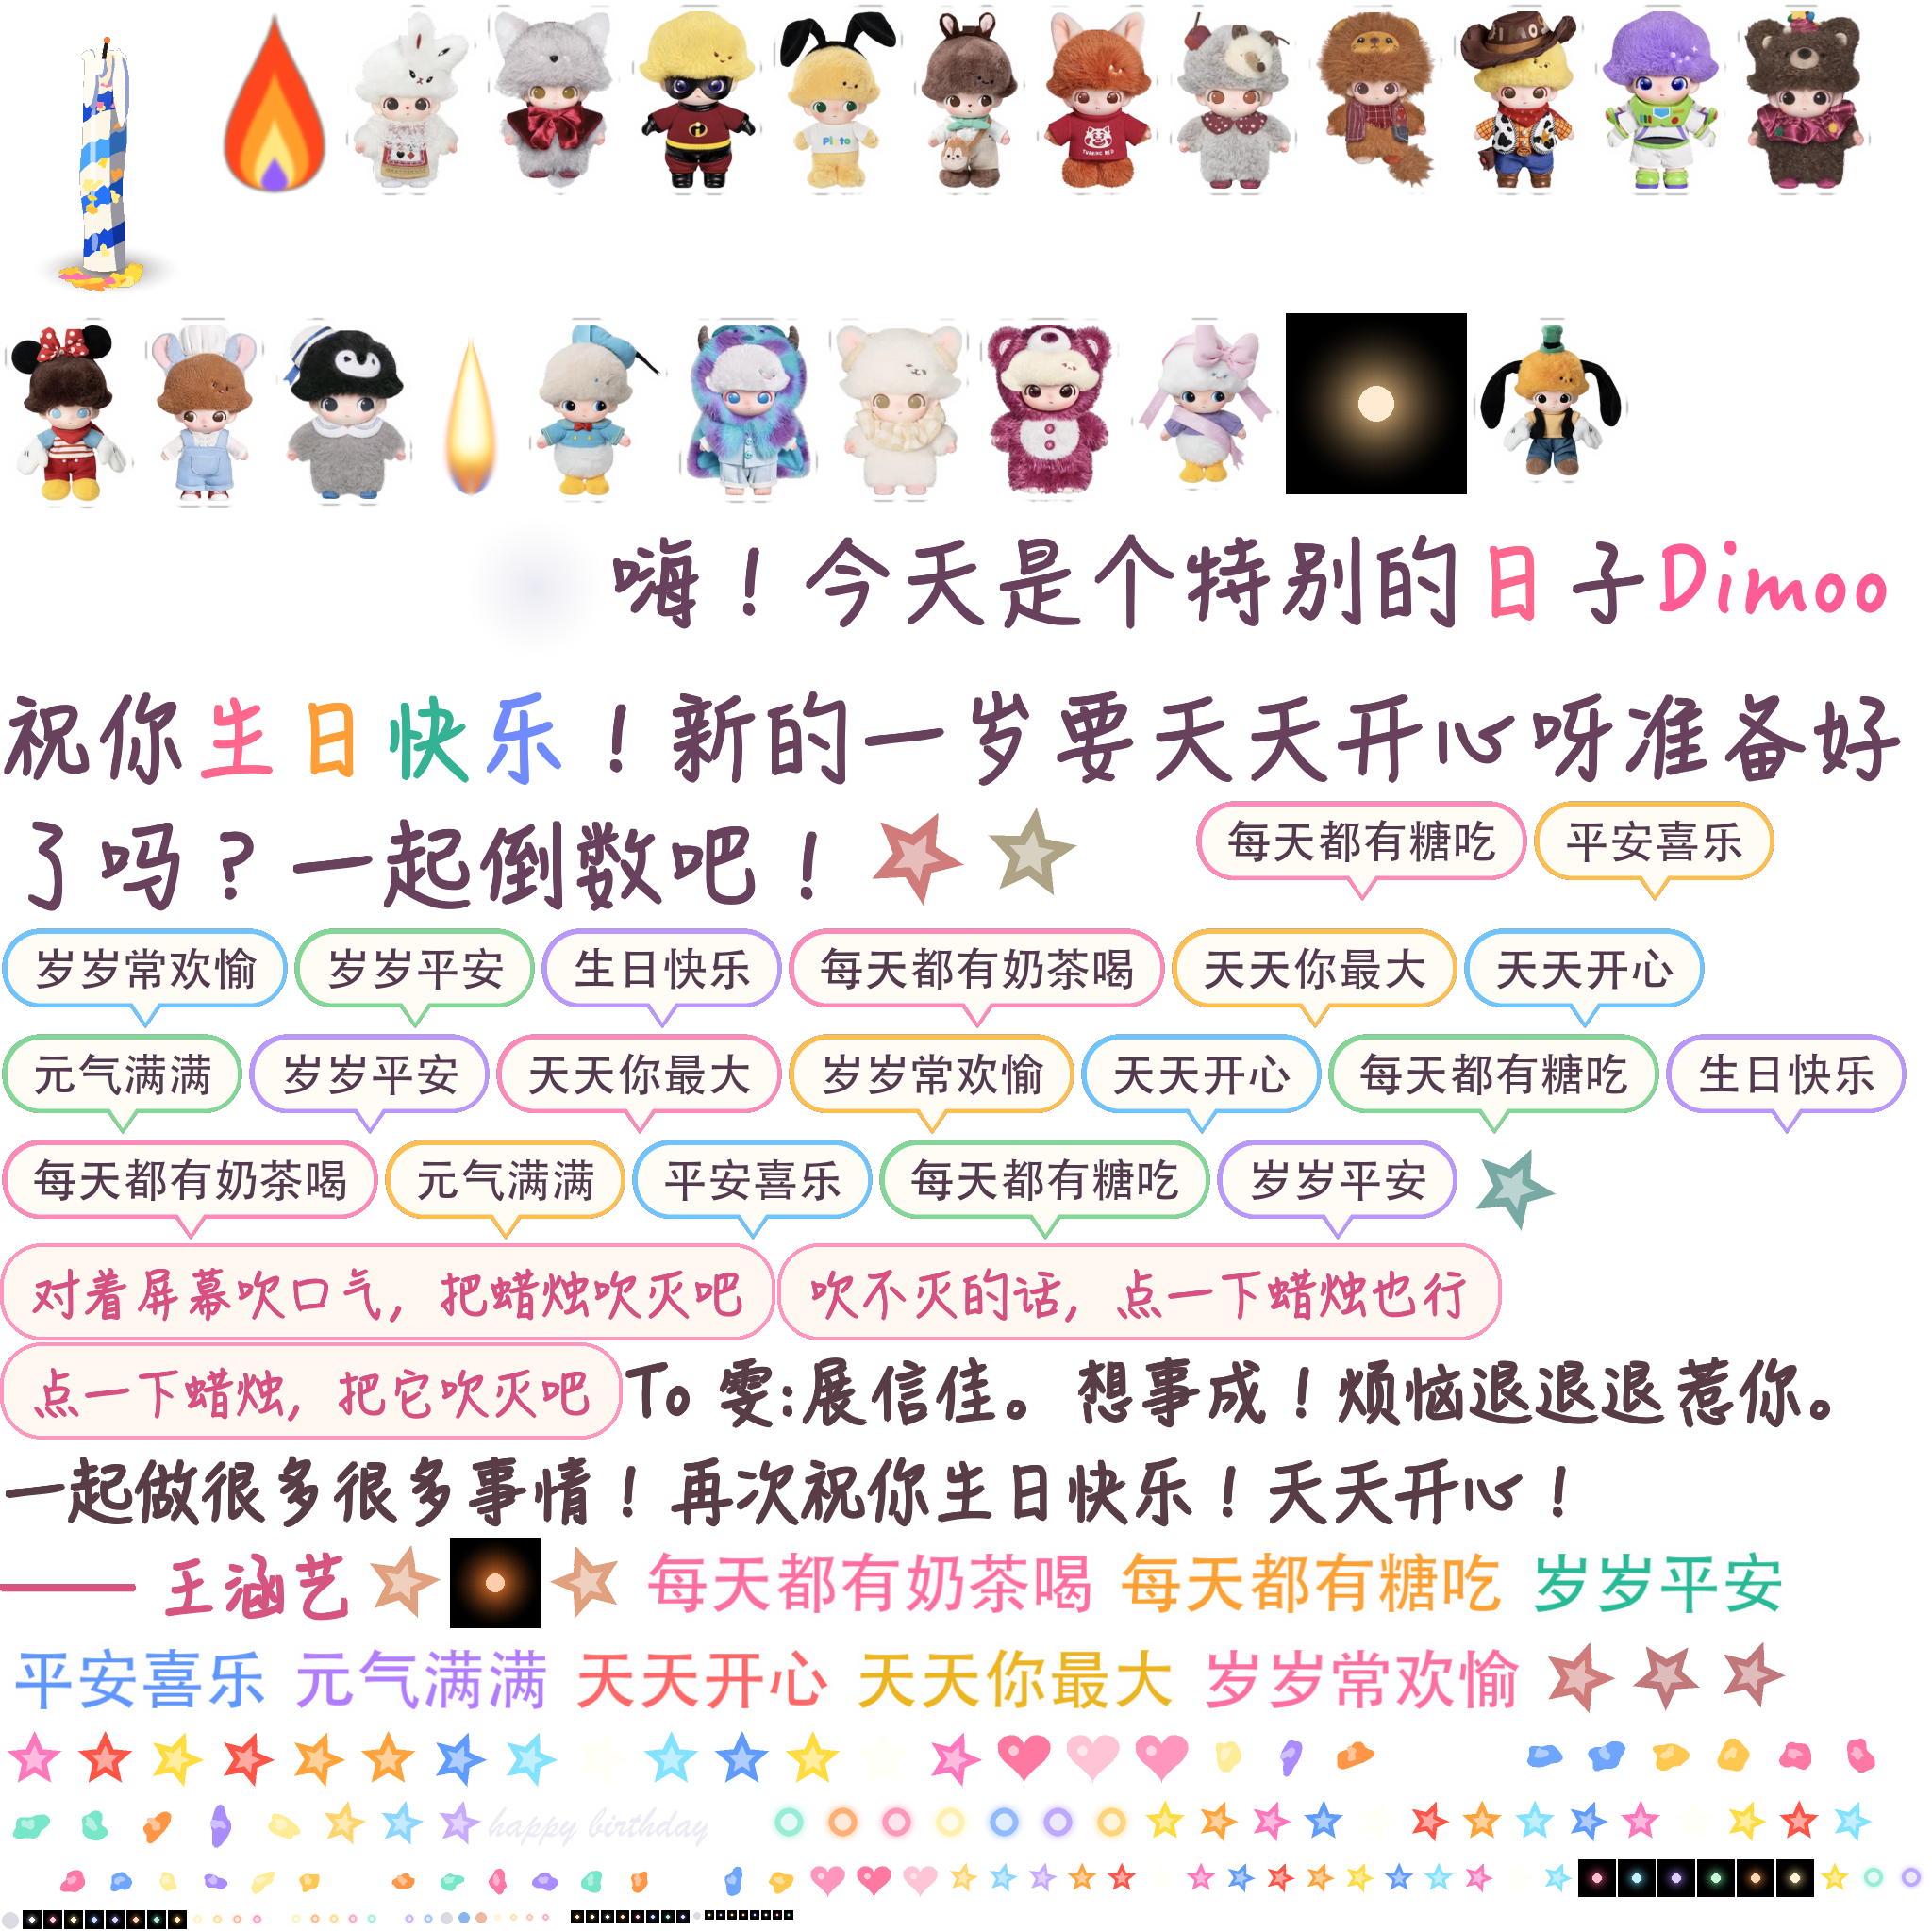 Pluto
TURNING RED
嗨！今天是个特别的日子Dimoo
祝你生日快乐！新的一岁要天天开心呀准备好
了吗？一起倒数吧！ 每天都有糖吃 平安喜乐
岁岁常欢愉 岁岁平安 生日快乐 每天都有奶茶喝 天天你最大 天天开心
元气满满 岁岁平安 天天你最大 岁岁常欢愉 天天开心 每天都有糖吃 生日快乐
每天都有奶茶喝 元气满满 平安喜乐 每天都有糖吃 岁岁平安
对着屏幕吹口气，把蜡烛吹灭吧 吹不灭的话，点一下蜡烛也行
点一下蜡烛，把它吹灭吧 To 雯:展信佳。想事成！烦恼退退退惹你。
一起做很多很多事情！再次祝你生日快乐！天天开心！
——王涵艺 每天都有奶茶喝 每天都有糖吃 岁岁平安
平安喜乐 元气满满 天天开心 天天你最大 岁岁常欢愉
happy birthday